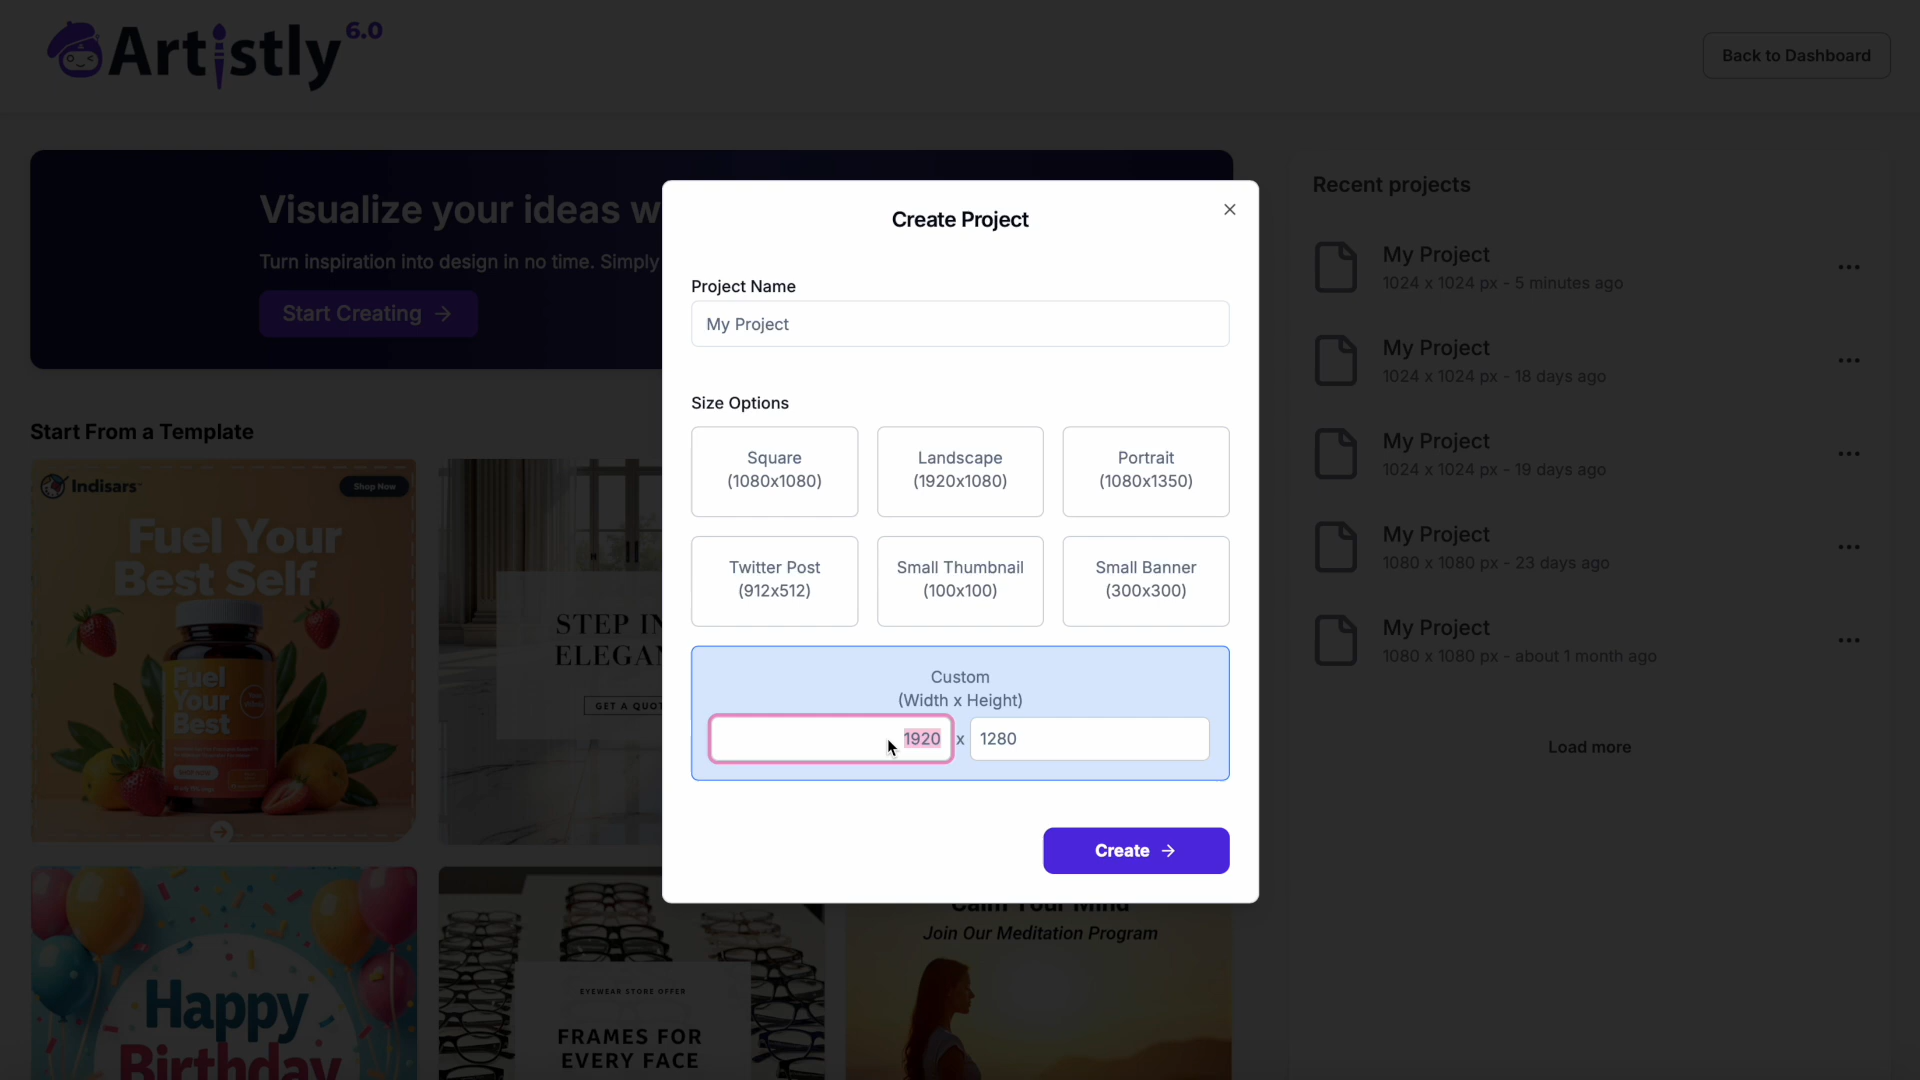 Artistly 6.0
Back to Dashboard
Visualize your ideas w
Turn inspiration into design in no time. Simply
Start Creating →
Start From a Template
Indisars
Shop Now
Fuel Your
Best Self
Fuel
Your
Best
STEP IN
ELEGAN
GET A QUOT
Happy
Birthday
EYEWEAR STORE OFFER
FRAMES FOR
EVERY FACE
Calm Your Mind
Join Our Meditation Program
Create Project
Project Name
My Project
Size Options
Square
(1080x1080)
Landscape
(1920x1080)
Portrait
(1080x1350)
Twitter Post
(912x512)
Small Thumbnail
(100x100)
Small Banner
(300x300)
Custom
(Width x Height)
1920 x 1280
Create →
Recent projects
My Project
1024 x 1024 px - 5 minutes ago
My Project
1024 x 1024 px - 18 days ago
My Project
1024 x 1024 px - 19 days ago
My Project
1080 x 1080 px - 23 days ago
My Project
1080 x 1080 px - about 1 month ago
Load more